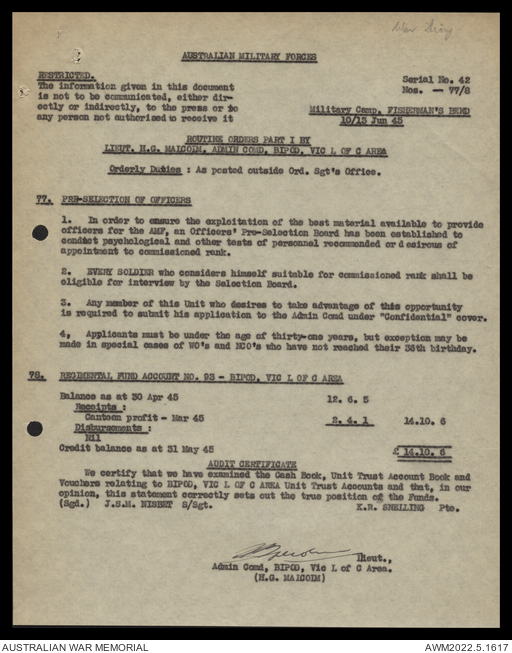 War Diary
AUSTRALIAN MILITARY FORCES
RESTRICTED.
The information given in this document
is not to be communicated, either dir-
ectly or indirectly, to the press or to
any person not authorised to receive it
Serial No. 42
Nos. — 77/8
Military Camp, FISHERMAN'S BEND
10/15 Jun 45
ROUTINE ORDERS PART I BY
LIEUT. H.G. MALCOLM, ADMIN COMD, BIPOD, VIC L OF C AREA
Orderly Duties : As posted outside Ord. Sgt's Office.
77. PRE-SELECTION OF OFFICERS
1. In order to ensure the exploitation of the best material available to provide
officers for the AMF, an Officers' Pre-Selection Board has been established to
conduct psychological and other tests of personnel recommended or desirous of
appointment to commissioned rank.
2. EVERY SOLDIER who considers himself suitable for commissioned rank shall be
eligible for interview by the Selection Board.
3. Any member of this Unit who desires to take advantage of this opportunity
is required to submit his application to the Admin Comd under "Confidential" cover.
4, Applicants must be under the age of thirty-one years, but exception may be
made in special cases of WO's and NCO's who have not reached their 36th birthday.
78. REGIMENTAL FUND ACCOUNT NO. 93 - BIPOD, VIC L OF C AREA
Balance as at 30 Apr 45 12. 6. 5
Receipts :
Canteen profit - Mar 45 2. 4. 1 14.10. 6
Disbursements :
Nil
Credit balance as at 31 May 45 £ 14.10. 6
AUDIT CERTIFICATE
We certify that we have examined the Cash Book, Unit Trust Account Book and
Vouchers relating to BIPOD, VIC L OF C AREA Unit Trust Accounts and that, in our
opinion, this statement correctly sets out the true position of the Funds.
(Sgd.) J.S.M. NISBET S/Sgt. K.R. SNELLING Pte.
Lieut.,
Admin Comd, BIPOD, Vic L of C Area.
(H.G. MALCOLM)
AUSTRALIAN WAR MEMORIAL
AWM2022.5.1617